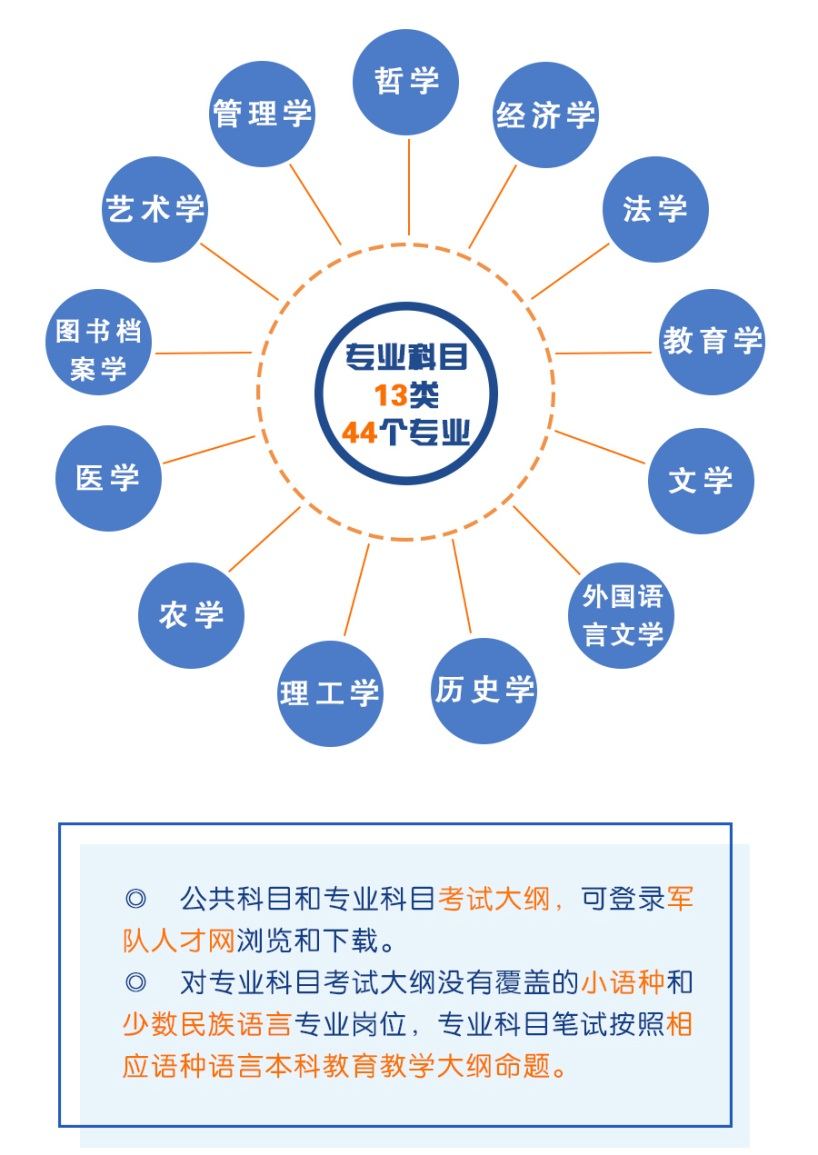 哲学
经济学
法学
教育学
文学
外国语
言文学
历史学
理工学
农学
医学
图书档
案学
艺术学
管理学
专业科目
13类
44个专业
◎ 公共科目和专业科目考试大纲，可登录军
队人才网浏览和下载。
◎ 对专业科目考试大纲没有覆盖的小语种和
少数民族语言专业岗位，专业科目笔试按照相
应语种语言本科教育教学大纲命题。